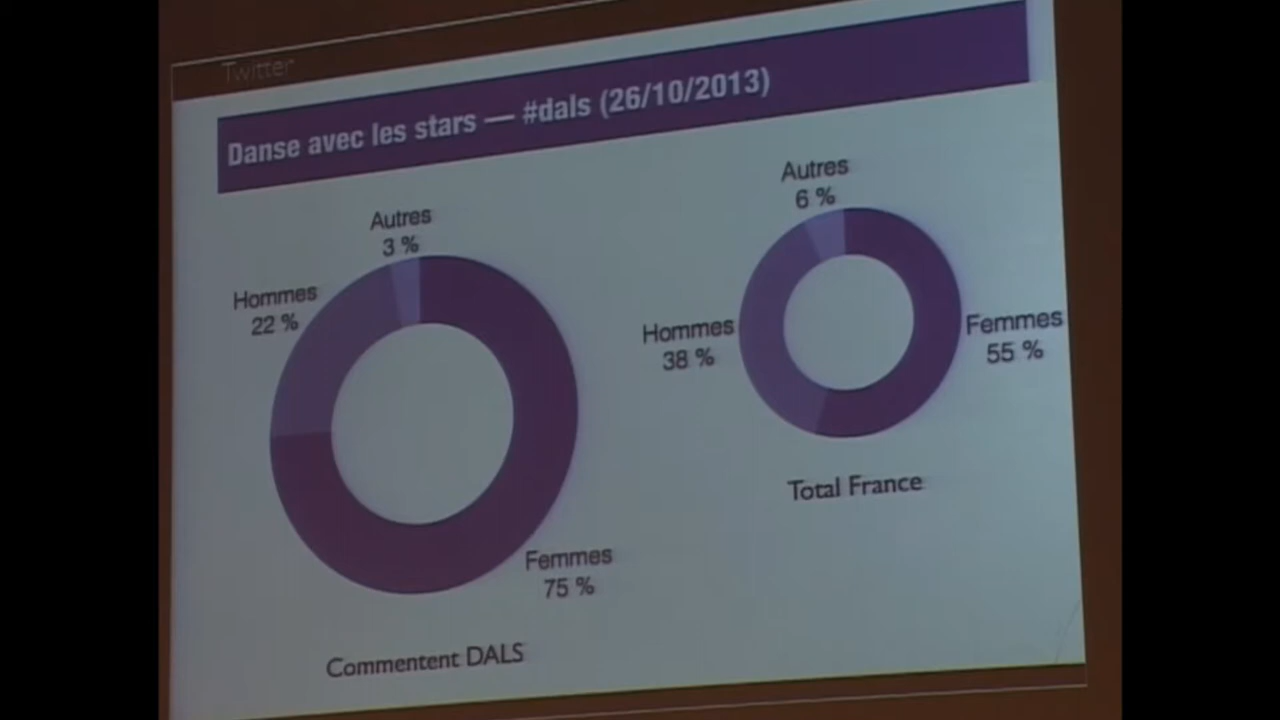 Twitter
Danse avec les stars — #dals (26/10/2013)
Autres
3 %
Hommes
22 %
Femmes
75 %
Commentent DALS
Autres
6 %
Hommes
38 %
Femmes
55 %
Total France